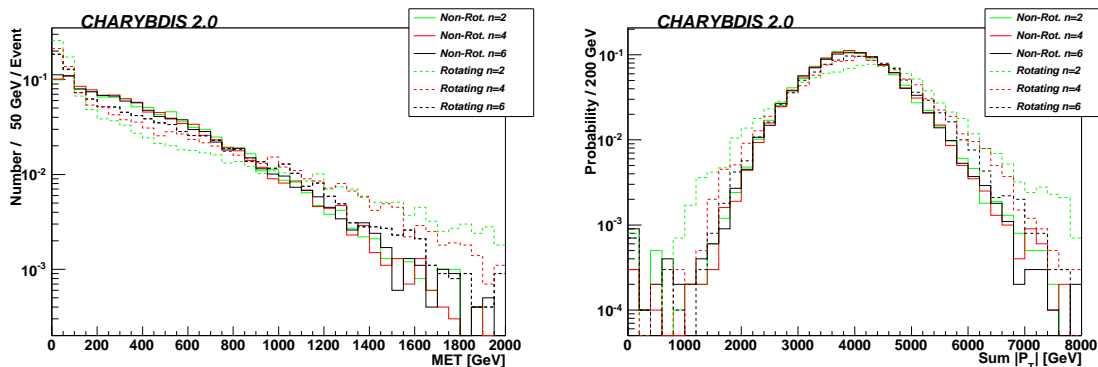 CHARYBDIS 2.0
Number / 50 GeV / Event
10^-1
10^-2
10^-3
0 200 400 600 800 1000 1200 1400 1600 1800 2000
MET [GeV]
Non-Rot. n=2
Non-Rot. n=4
Non-Rot. n=6
Rotating n=2
Rotating n=4
Rotating n=6
CHARYBDIS 2.0
Probability / 200 GeV
10^-1
10^-2
10^-3
10^-4
0 1000 2000 3000 4000 5000 6000 7000 8000
Sum |P_T| [GeV]
Non-Rot. n=2
Non-Rot. n=4
Non-Rot. n=6
Rotating n=2
Rotating n=4
Rotating n=6